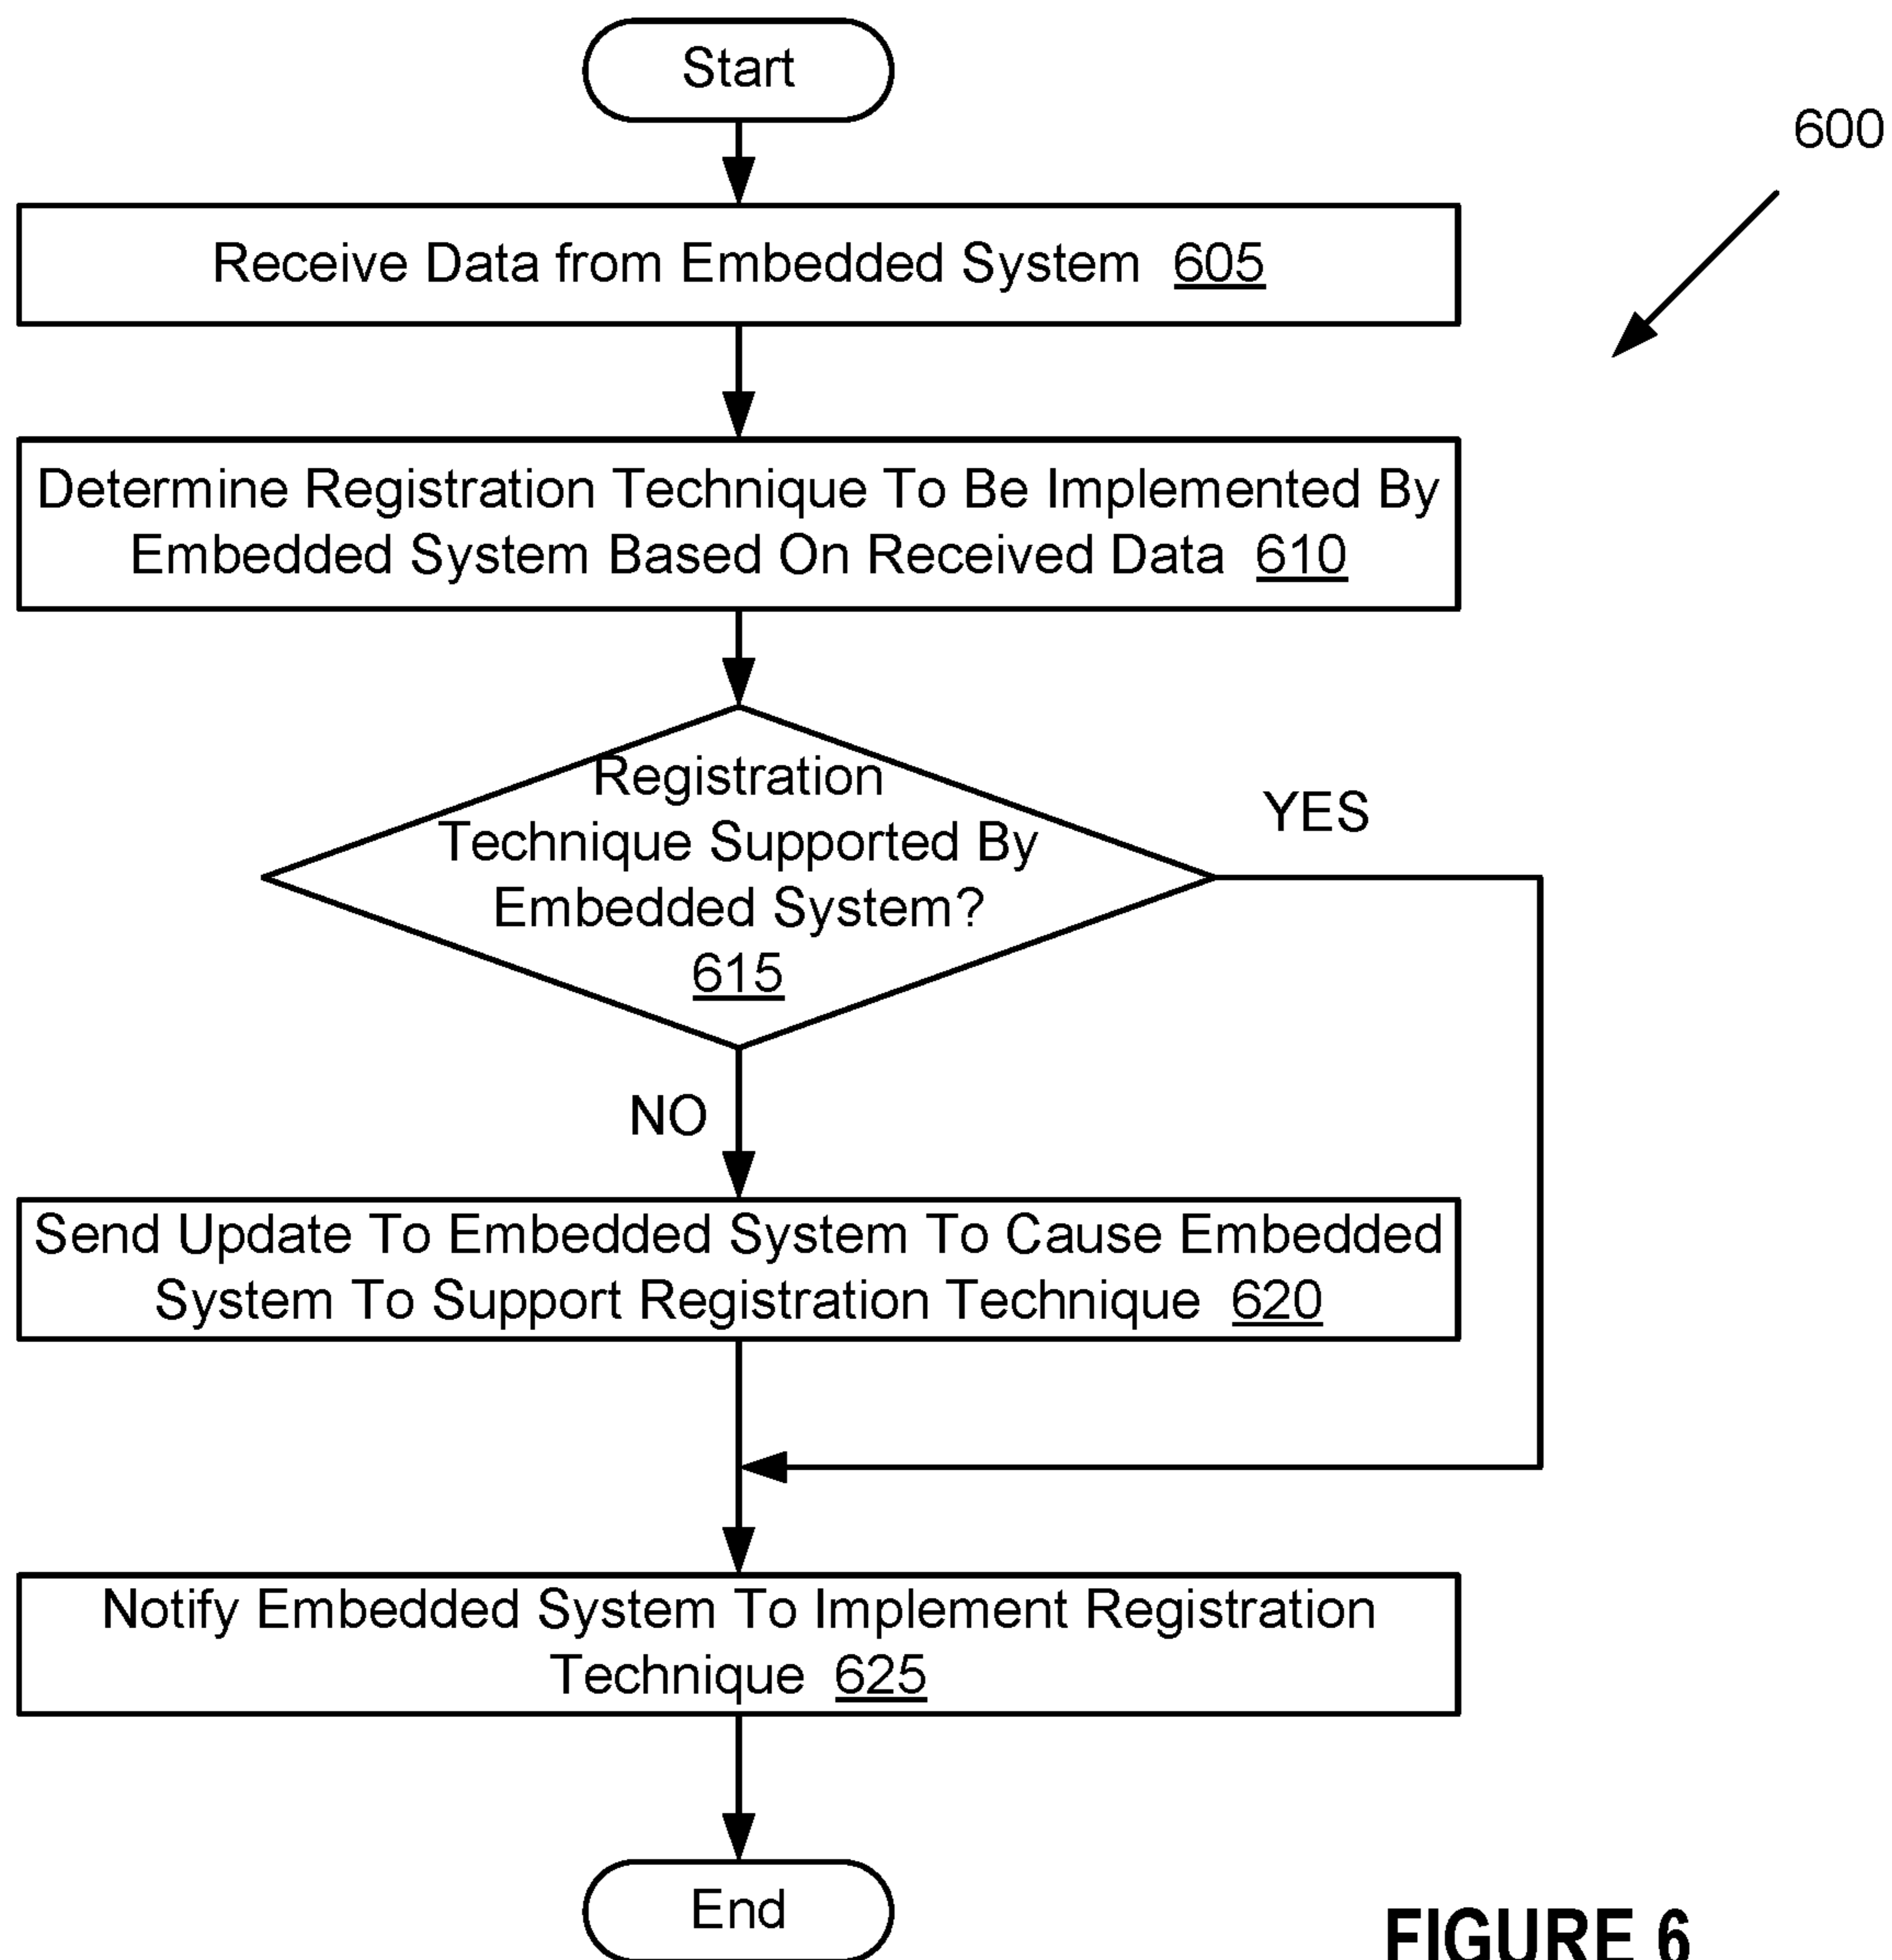 Start
600
Receive Data from Embedded System 605
Determine Registration Technique To Be Implemented By
Embedded System Based On Received Data 610
Registration
Technique Supported By
Embedded System?
615
YES
NO
Send Update To Embedded System To Cause Embedded
System To Support Registration Technique 620
Notify Embedded System To Implement Registration
Technique 625
End
FIGURE 6